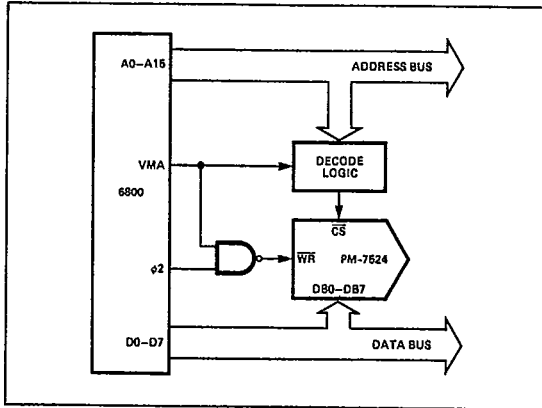 A0–A15
ADDRESS BUS
VMA
DECODE
LOGIC
6800
CS
WR
PM-7524
φ2
DB0–DB7
D0–D7
DATA BUS